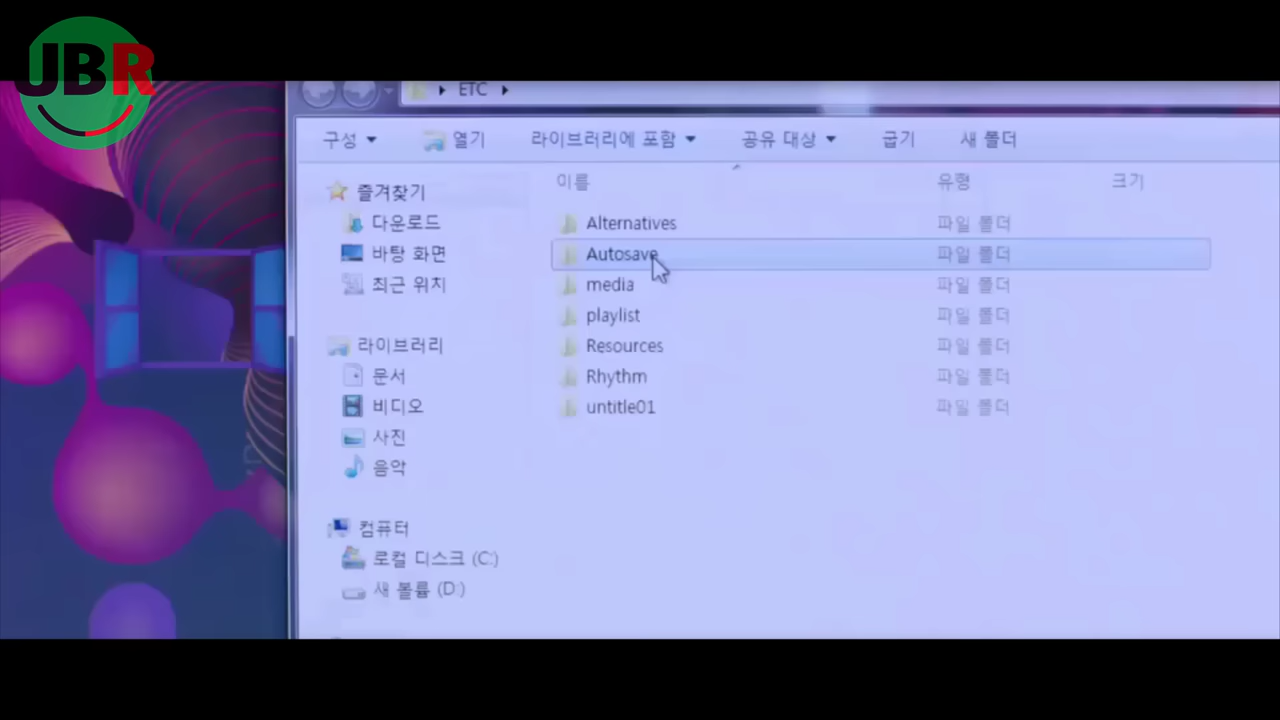 JBR
ETC
구성 열기 라이브러리에 포함 공유 대상 굽기 새 폴더
이름 유형 크기
즐겨찾기
다운로드
바탕 화면
최근 위치
라이브러리
문서
비디오
사진
음악
컴퓨터
로컬 디스크 (C:)
새 볼륨 (D:)
Alternatives 파일 폴더
Autosave 파일 폴더
media 파일 폴더
playlist 파일 폴더
Resources 파일 폴더
Rhythm 파일 폴더
untitle01 파일 폴더